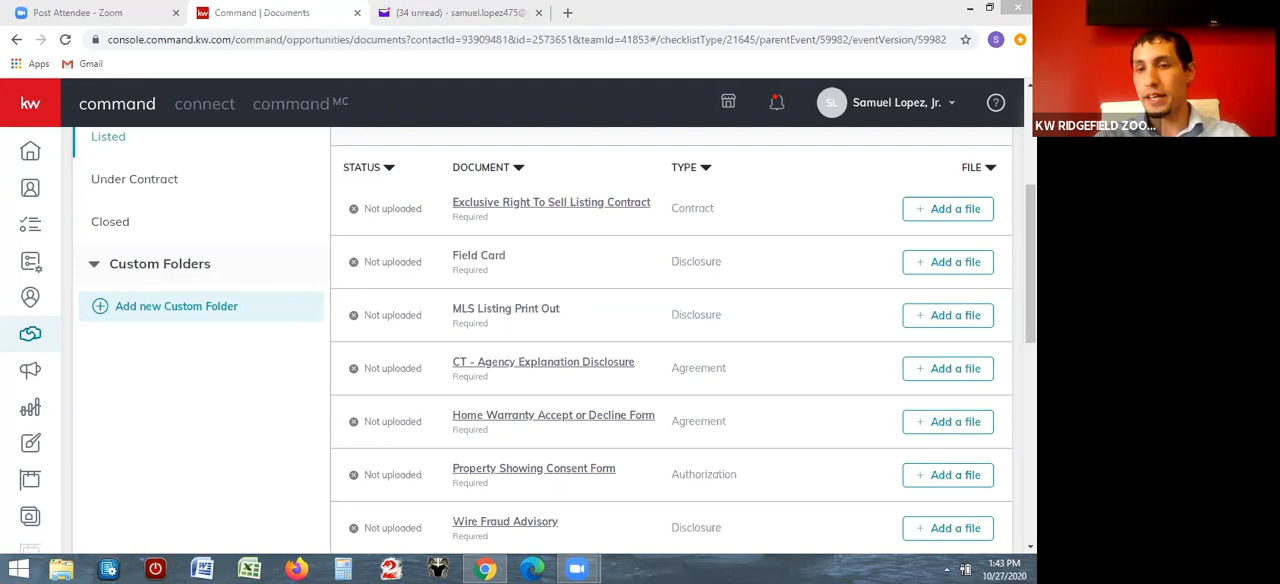 Post Attendee - Zoom
Command | Documents
(34 unread) - samuel.lopez475@
console.command.kw.com/command/opportunities/documents?contactId=93909481&id=2573651&teamId=41853#/checklistType/21645/parentEvent/59982/eventVersion/59982
S
Apps
Gmail
kw
command
connect
command MC
SL
Samuel Lopez, Jr.
KW RIDGEFIELD ZOO...
Listed
Under Contract
Closed
Custom Folders
Add new Custom Folder
STATUS DOCUMENT TYPE FILE
Not uploaded Exclusive Right To Sell Listing Contract Contract + Add a file
Required
Not uploaded Field Card Disclosure + Add a file
Required
Not uploaded MLS Listing Print Out Disclosure + Add a file
Required
Not uploaded CT - Agency Explanation Disclosure Agreement + Add a file
Required
Not uploaded Home Warranty Accept or Decline Form Agreement + Add a file
Required
Not uploaded Property Showing Consent Form Authorization + Add a file
Required
Not uploaded Wire Fraud Advisory Disclosure + Add a file
Required
1:43 PM
10/27/2020